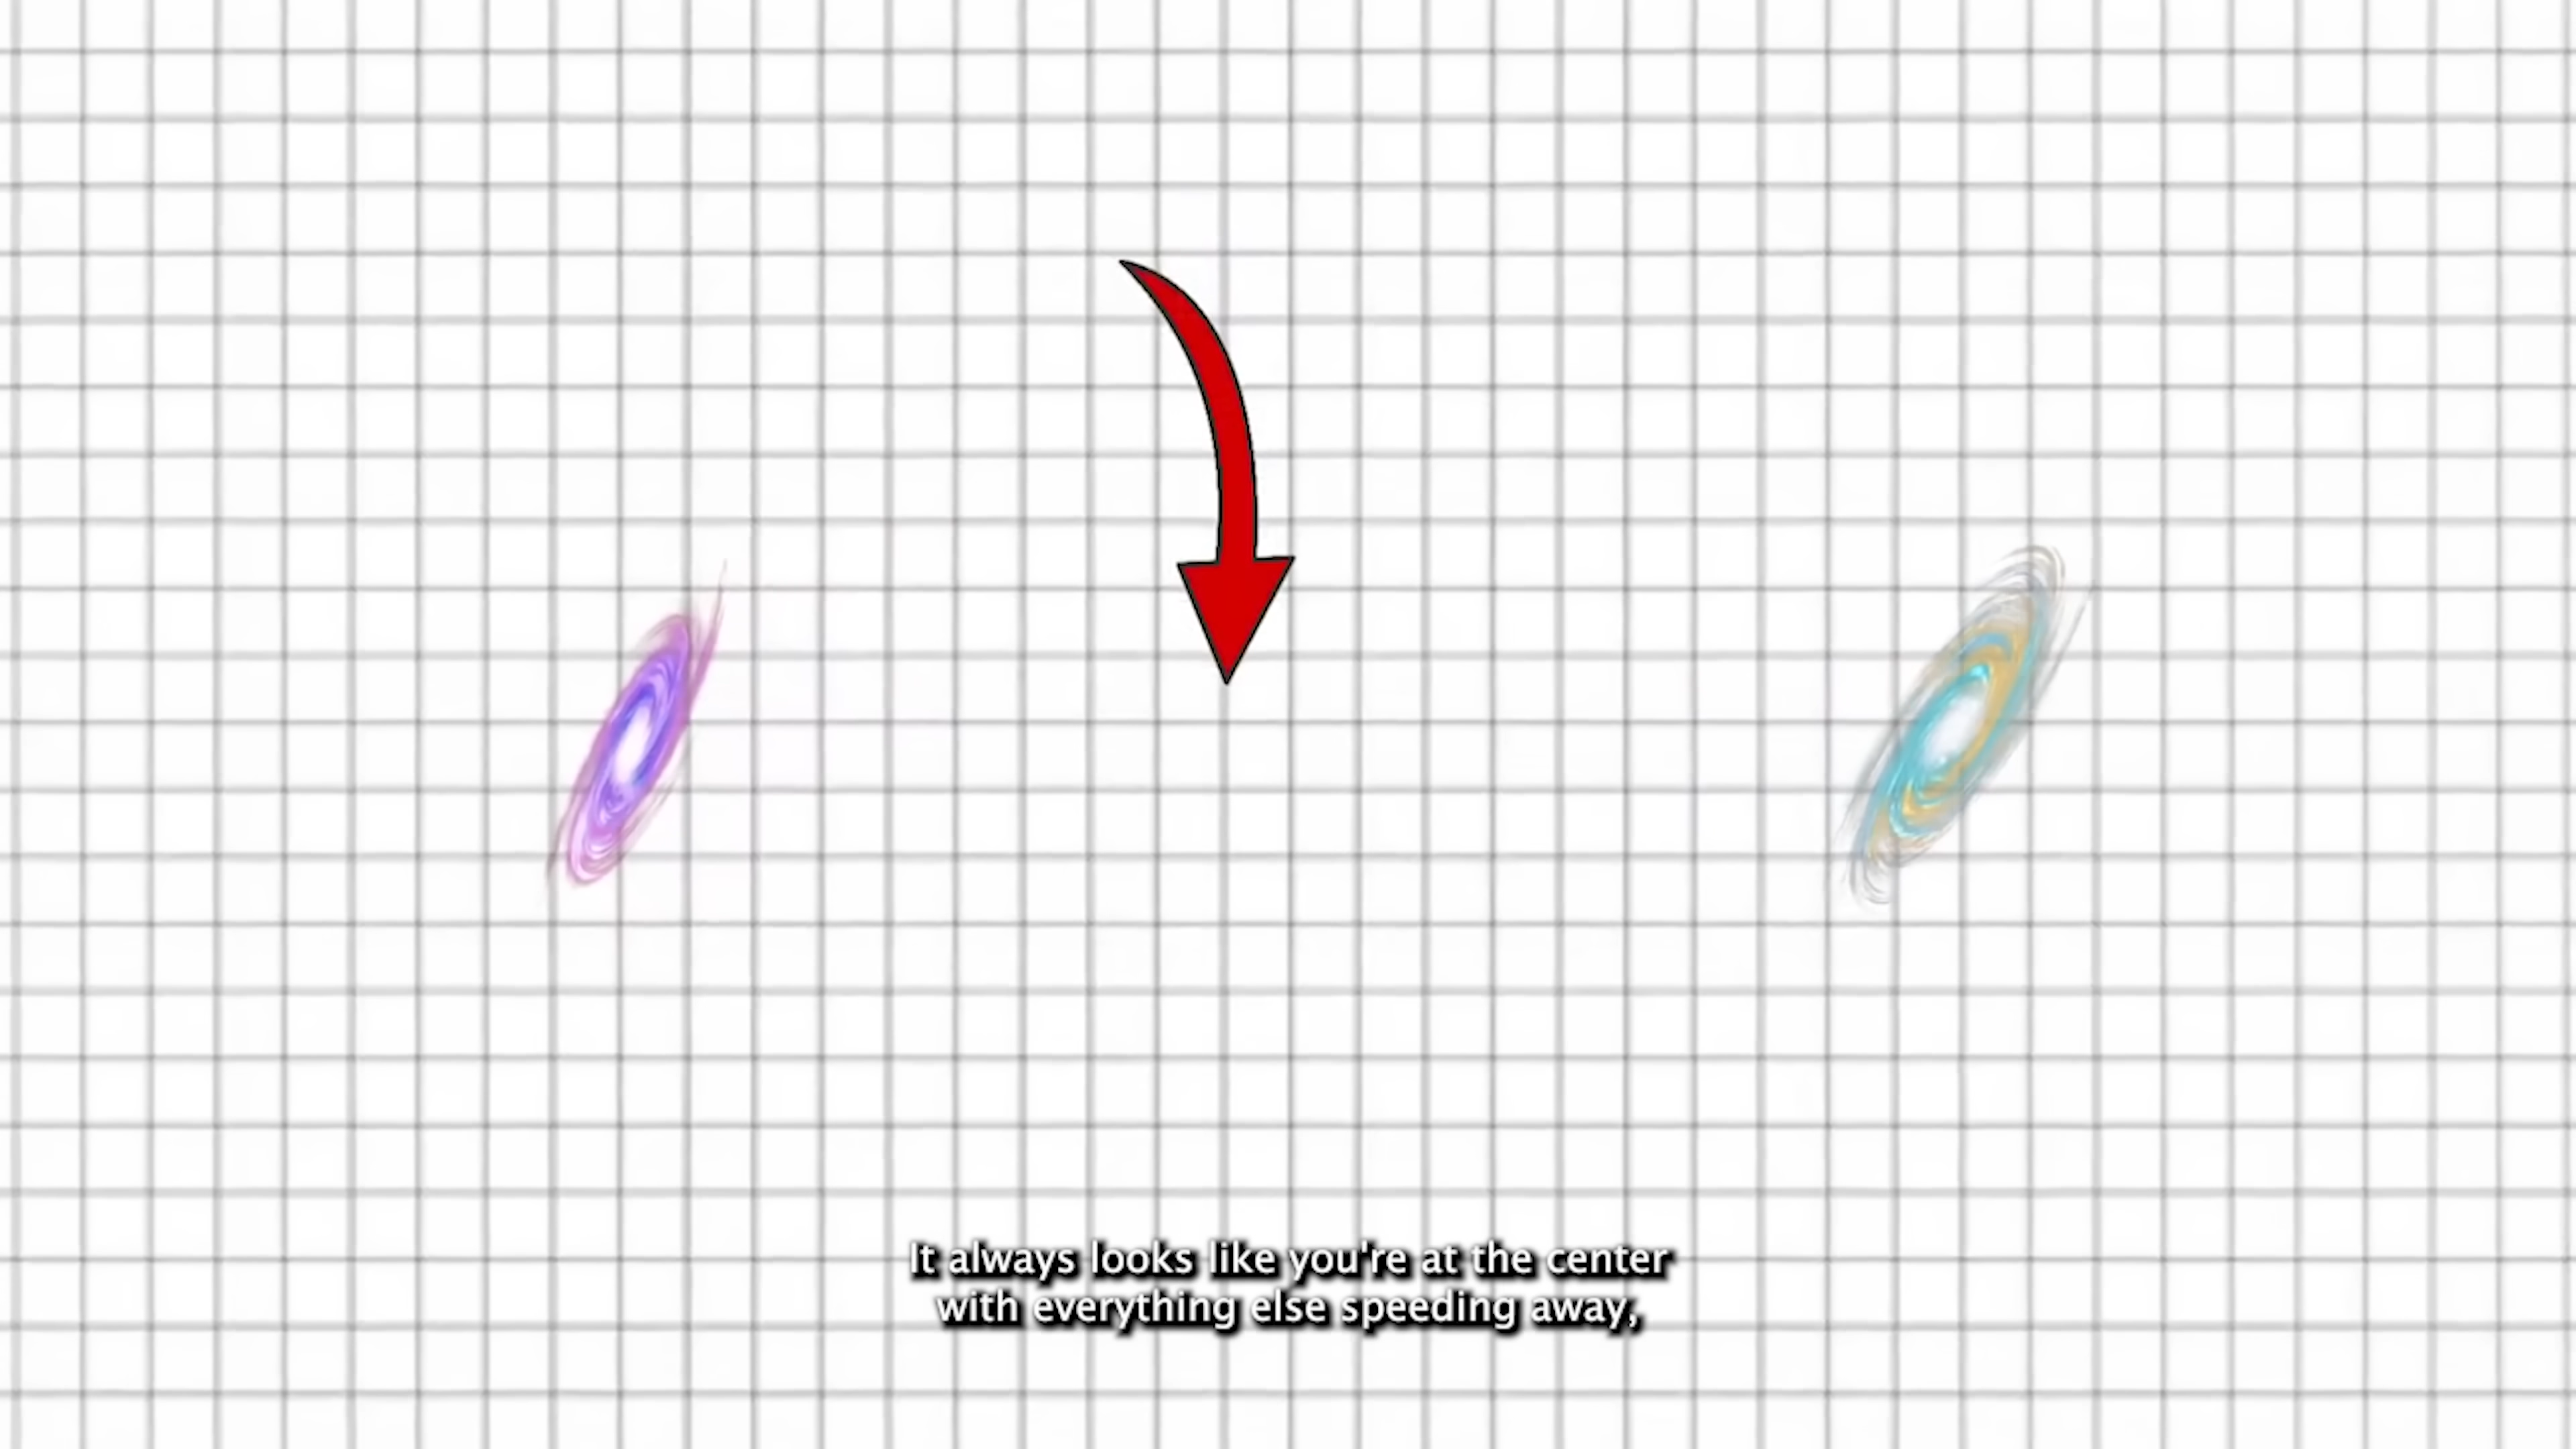 It always looks like you're at the center
with everything else speeding away,